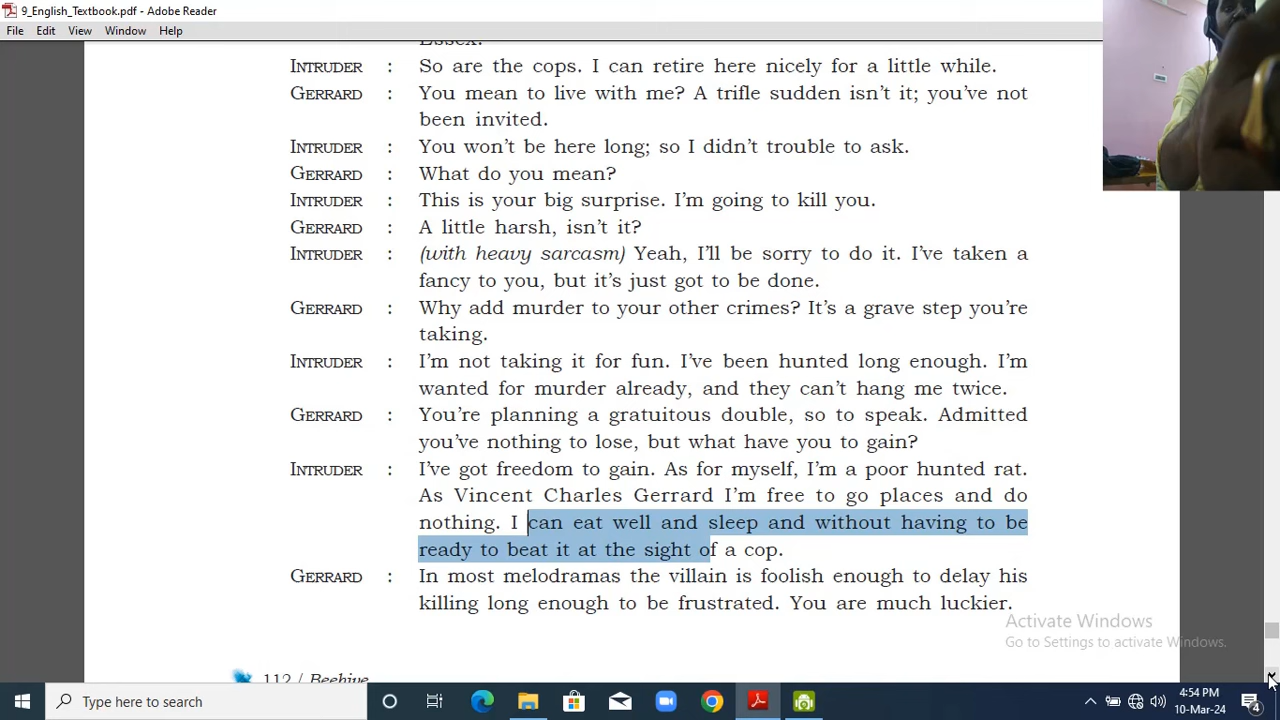 9_English_Textbook.pdf - Adobe Reader
File Edit View Window Help
Essex.
INTRUDER : So are the cops. I can retire here nicely for a little while.
GERRARD : You mean to live with me? A trifle sudden isn't it; you've not
been invited.
INTRUDER : You won't be here long; so I didn't trouble to ask.
GERRARD : What do you mean?
INTRUDER : This is your big surprise. I'm going to kill you.
GERRARD : A little harsh, isn't it?
INTRUDER : (with heavy sarcasm) Yeah, I'll be sorry to do it. I've taken a
fancy to you, but it's just got to be done.
GERRARD : Why add murder to your other crimes? It's a grave step you're
taking.
INTRUDER : I'm not taking it for fun. I've been hunted long enough. I'm
wanted for murder already, and they can't hang me twice.
GERRARD : You're planning a gratuitous double, so to speak. Admitted
you've nothing to lose, but what have you to gain?
INTRUDER : I've got freedom to gain. As for myself, I'm a poor hunted rat.
As Vincent Charles Gerrard I'm free to go places and do
nothing. I can eat well and sleep and without having to be
ready to beat it at the sight of a cop.
GERRARD : In most melodramas the villain is foolish enough to delay his
killing long enough to be frustrated. You are much luckier.
Activate Windows
Go to Settings to activate Windows.
112 / Beehive
Type here to search
4:54 PM
10-Mar-24
4